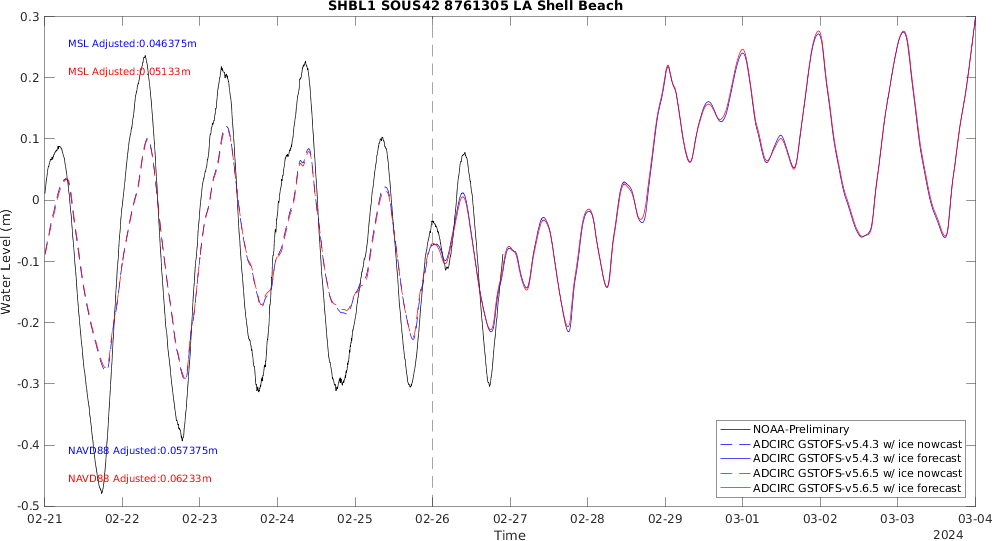 SHBL1 SOUS42 8761305 LA Shell Beach
0.3
0.2
0.1
0
-0.1
-0.2
-0.3
-0.4
-0.5
Water Level (m)
MSL Adjusted:0.046375m
MSL Adjusted:0.05133m
NAVD88 Adjusted:0.057375m
NAVD88 Adjusted:0.06233m
NOAA-Preliminary
ADCIRC GSTOFS-v5.4.3 w/ ice nowcast
ADCIRC GSTOFS-v5.4.3 w/ ice forecast
ADCIRC GSTOFS-v5.6.5 w/ ice nowcast
ADCIRC GSTOFS-v5.6.5 w/ ice forecast
02-21 02-22 02-23 02-24 02-25 02-26 02-27 02-28 02-29 03-01 03-02 03-03 03-04
Time
2024